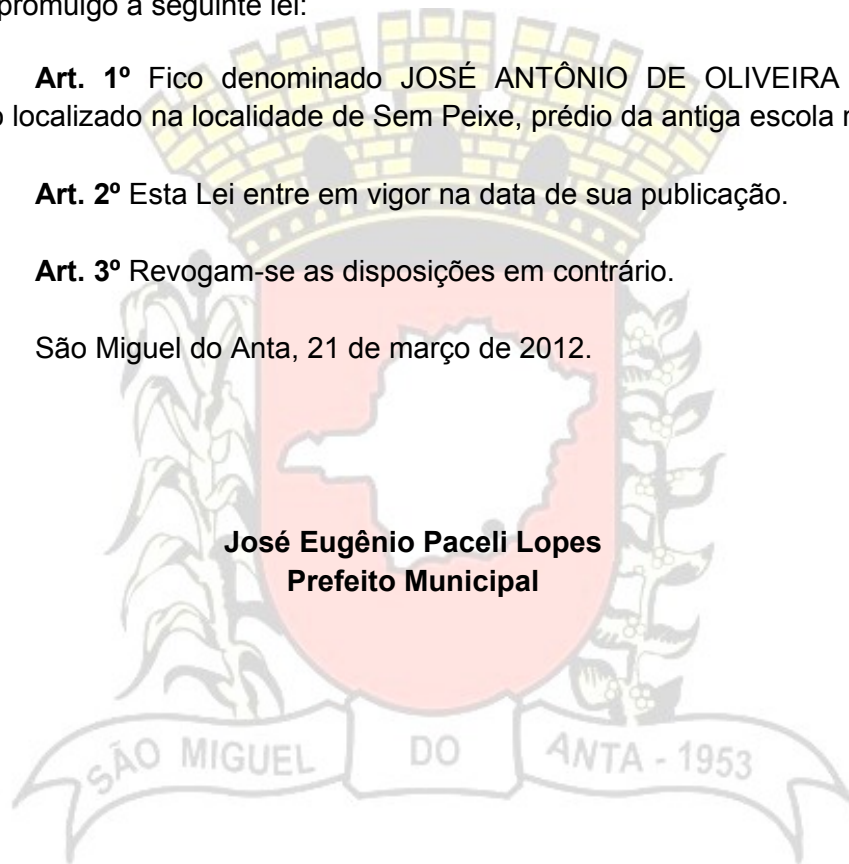 promulgo a seguinte lei:
Art. 1º Fico denominado JOSÉ ANTÔNIO DE OLIVEIRA
o localizado na localidade de Sem Peixe, prédio da antiga escola
Art. 2º Esta Lei entre em vigor na data de sua publicação.
Art. 3º Revogam-se as disposições em contrário.
São Miguel do Anta, 21 de março de 2012.
José Eugênio Paceli Lopes
Prefeito Municipal
SÃO MIGUEL DO ANTA - 1953